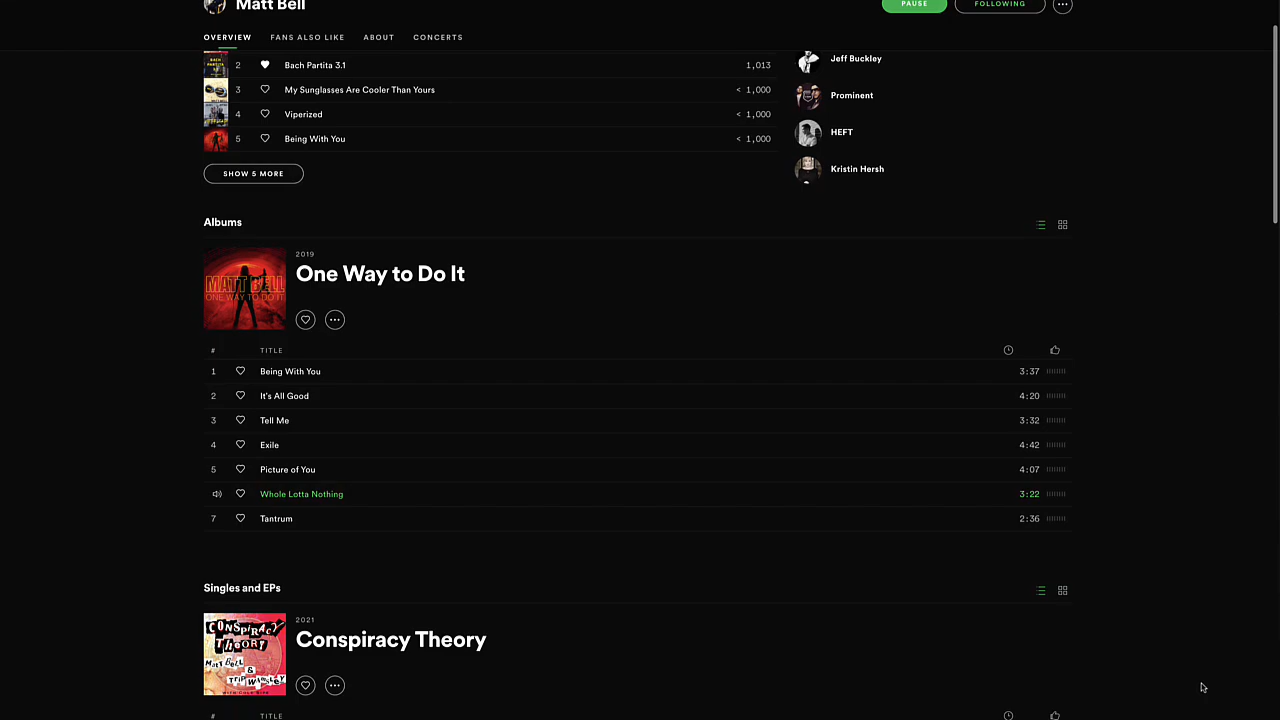 Matt Bell
PAUSE
FOLLOWING
OVERVIEW FANS ALSO LIKE ABOUT CONCERTS
2 Bach Partita 3.1 1,013
3 My Sunglasses Are Cooler Than Yours < 1,000
4 Viperized < 1,000
5 Being With You < 1,000
SHOW 5 MORE
Jeff Buckley
Prominent
HEFT
Kristin Hersh
Albums
MATT BELL
ONE WAY TO DO IT
2019
One Way to Do It
# TITLE
1 Being With You 3:37
2 It's All Good 4:20
3 Tell Me 3:32
4 Exile 4:42
5 Picture of You 4:07
Whole Lotta Nothing 3:22
7 Tantrum 2:36
Singles and EPs
CONSPIRACY
THEORY
MATT BELL
&
TRIP WAMSLEY
2021
Conspiracy Theory
# TITLE